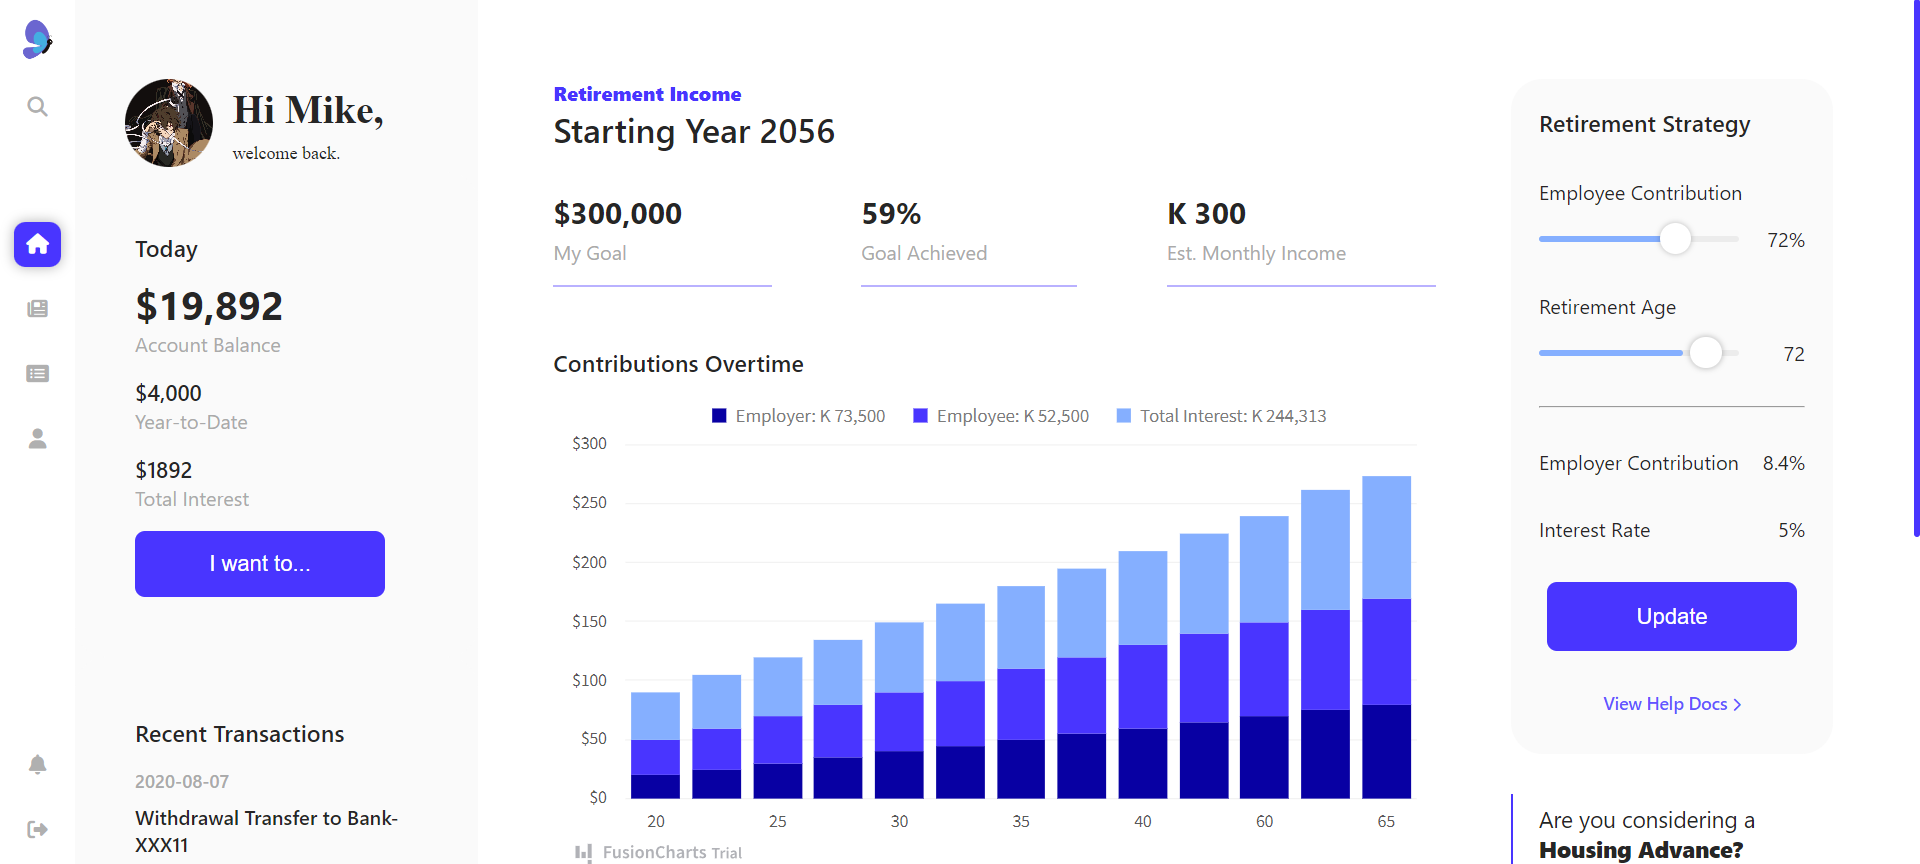 Hi Mike,
welcome back.
Today
$19,892
Account Balance
$4,000
Year-to-Date
$1892
Total Interest
I want to...
Recent Transactions
2020-08-07
Withdrawal Transfer to Bank-
XXX11
Retirement Income
Starting Year 2056
$300,000
My Goal
59%
Goal Achieved
K 300
Est. Monthly Income
Contributions Overtime
Employer: K 73,500 Employee: K 52,500 Total Interest: K 244,313
$300
$250
$200
$150
$100
$50
$0
20 25 30 35 40 60 65
FusionCharts Trial
Retirement Strategy
Employee Contribution
72%
Retirement Age
72
Employer Contribution 8.4%
Interest Rate 5%
Update
View Help Docs
Are you considering a
Housing Advance?